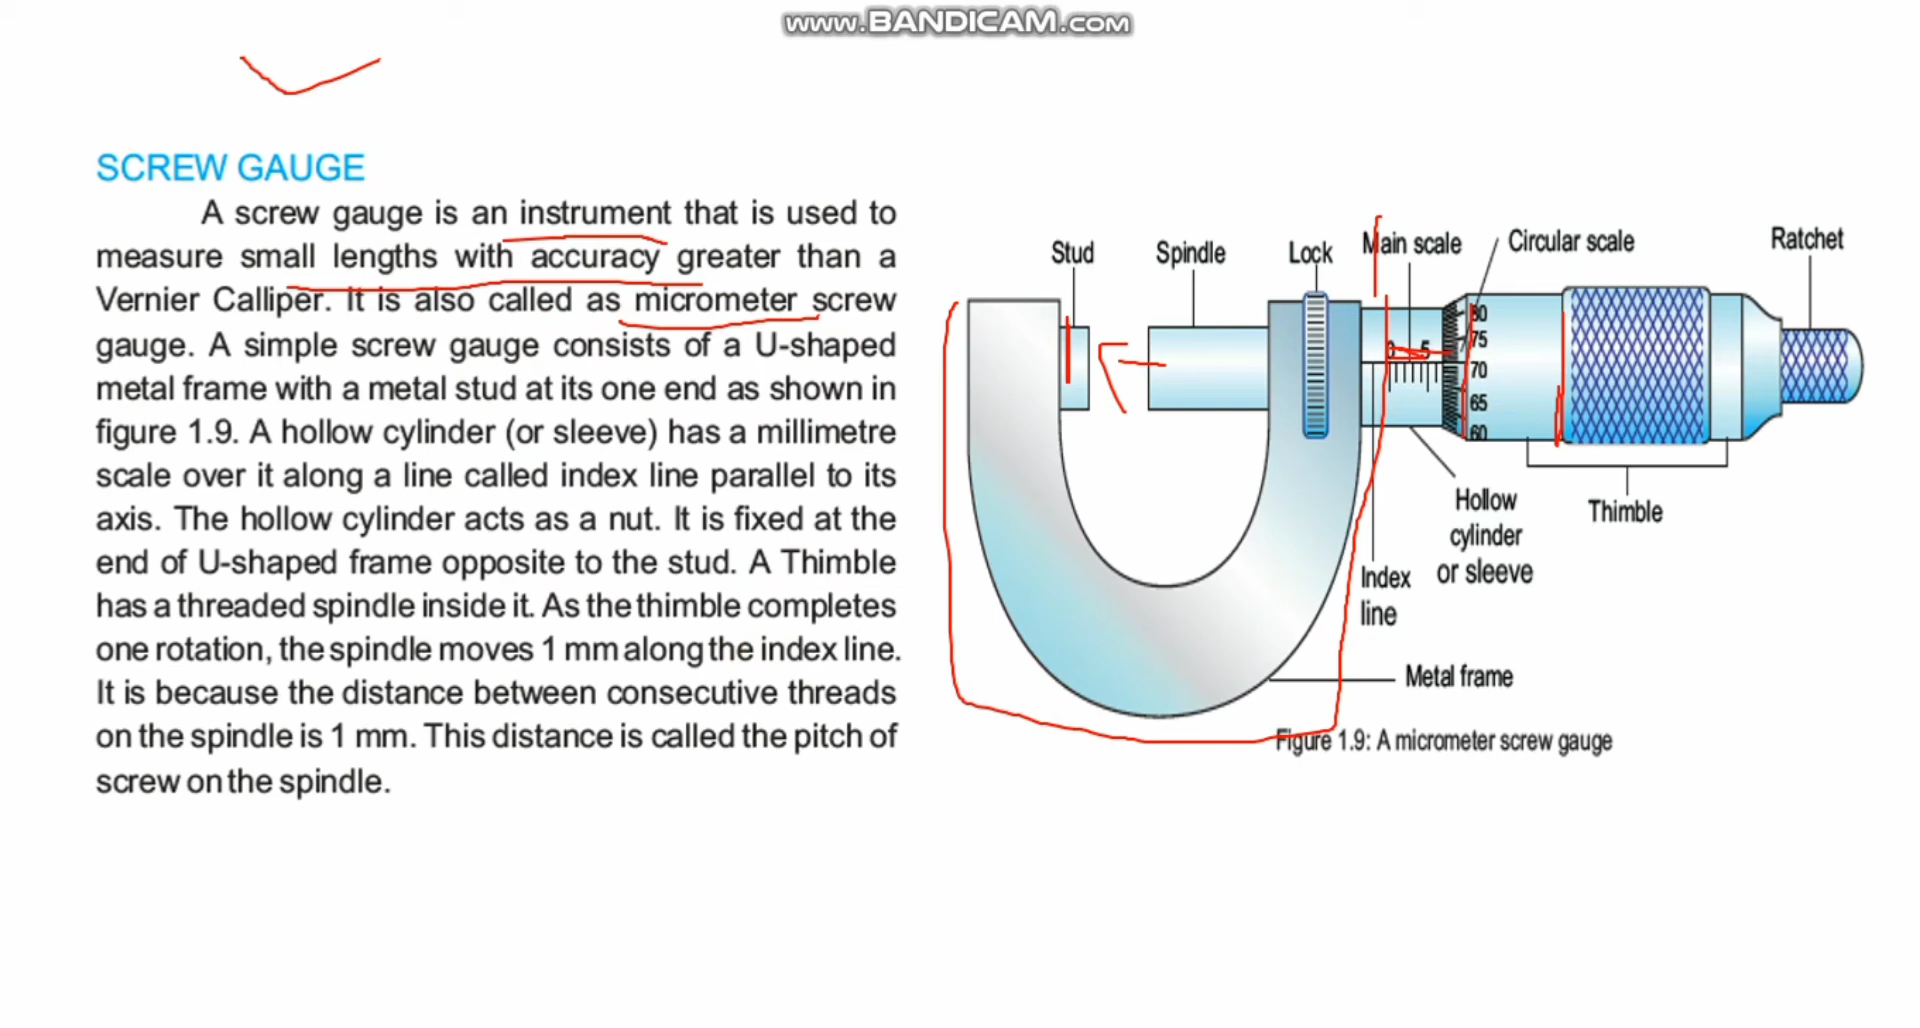 www.BANDICAM.com
SCREW GAUGE
A screw gauge is an instrument that is used to
measure small lengths with accuracy greater than a
Vernier Calliper. It is also called as micrometer screw
gauge. A simple screw gauge consists of a U-shaped
metal frame with a metal stud at its one end as shown in
figure 1.9. A hollow cylinder (or sleeve) has a millimetre
scale over it along a line called index line parallel to its
axis. The hollow cylinder acts as a nut. It is fixed at the
end of U-shaped frame opposite to the stud. A Thimble
has a threaded spindle inside it. As the thimble completes
one rotation, the spindle moves 1 mm along the index line.
It is because the distance between consecutive threads
on the spindle is 1 mm. This distance is called the pitch of
screw on the spindle.
Stud
Spindle
Lock
Main scale
Circular scale
Ratchet
0 5
80
75
70
65
60
Hollow
cylinder
or sleeve
Thimble
Index
line
Metal frame
Figure 1.9: A micrometer screw gauge